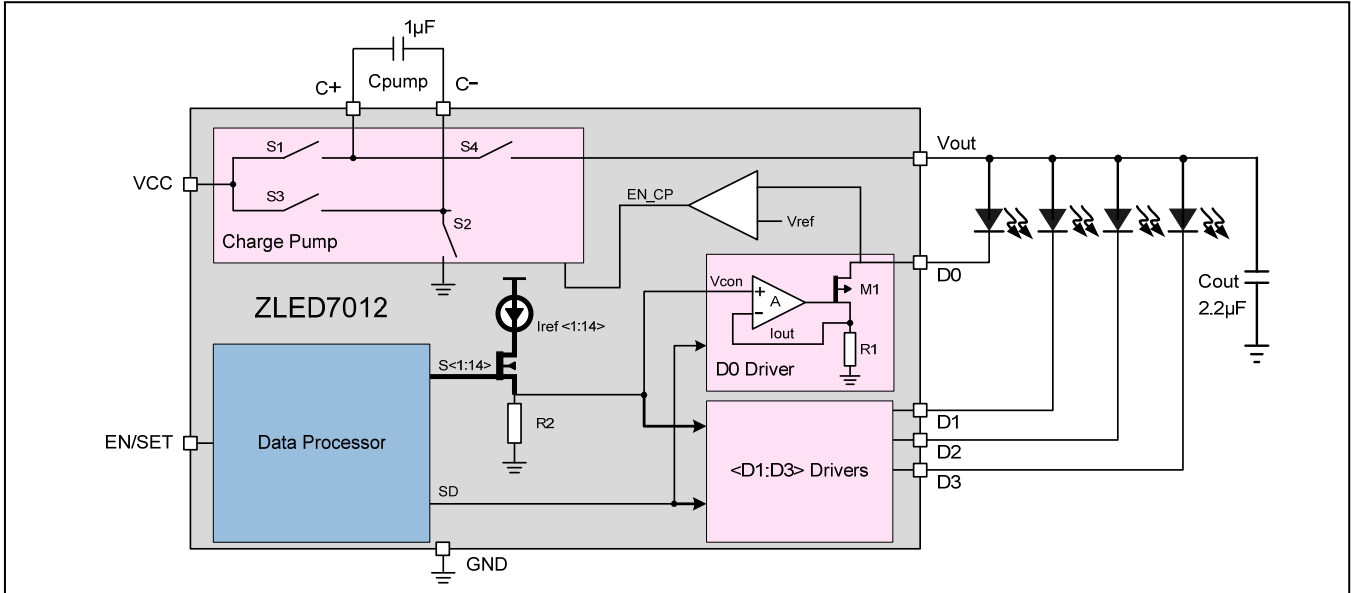 1µF
Cpump
C+
C-
S1
S4
S3
S2
VCC
Charge Pump
Vout
EN_CP
Vref
D0
Cout
2.2µF
ZLED7012
Iref <1:14>
Vcon
+
A
-
M1
Iout
R1
D0 Driver
S<1:14>
R2
EN/SET
Data Processor
<D1:D3> Drivers
D1
D2
D3
SD
GND